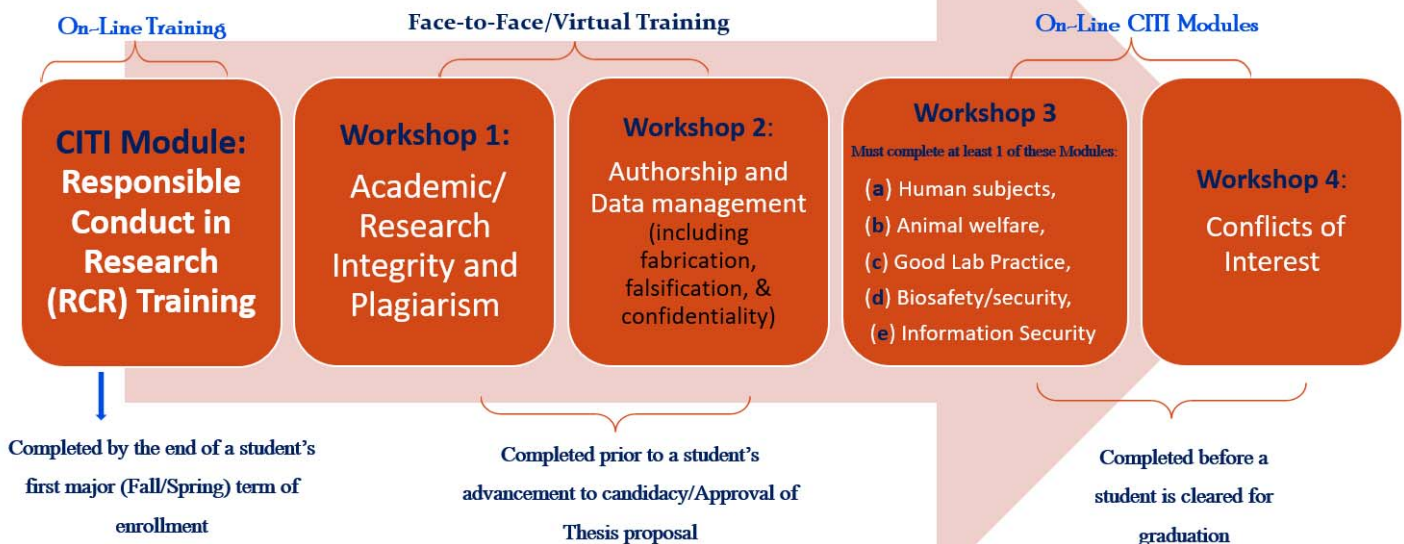 On-Line Training
Face-to-Face/Virtual Training
On-Line CITI Modules
CITI Module:
Responsible
Conduct in
Research
(RCR) Training
Workshop 1:
Academic/
Research
Integrity and
Plagiarism
Workshop 2:
Authorship and
Data management
(including
fabrication,
falsification, &
confidentiality)
Workshop 3
Must complete at least 1 of these Modules:
(a) Human subjects,
(b) Animal welfare,
(c) Good Lab Practice,
(d) Biosafety/security,
(e) Information Security
Workshop 4:
Conflicts of
Interest
Completed by the end of a student’s
first major (Fall/Spring) term of
enrollment
Completed prior to a student’s
advancement to candidacy/Approval of
Thesis proposal
Completed before a
student is cleared for
graduation